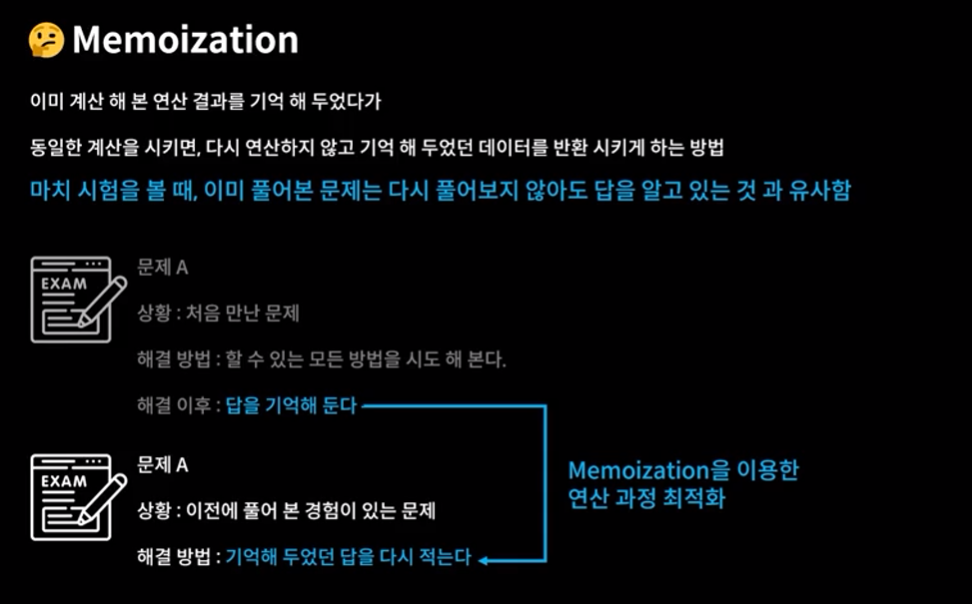 Memoization
이미 계산 해 본 연산 결과를 기억 해 두었다가
동일한 계산을 시키면, 다시 연산하지 않고 기억 해 두었던 데이터를 반환 시키게 하는 방법
마치 시험을 볼 때, 이미 풀어본 문제는 다시 풀어보지 않아도 답을 알고 있는 것 과 유사함
EXAM
문제 A
상황 : 처음 만난 문제
해결 방법 : 할 수 있는 모든 방법을 시도 해 본다.
해결 이후 : 답을 기억해 둔다
EXAM
문제 A
상황 : 이전에 풀어 본 경험이 있는 문제
해결 방법 : 기억해 두었던 답을 다시 적는다
Memoization을 이용한
연산 과정 최적화